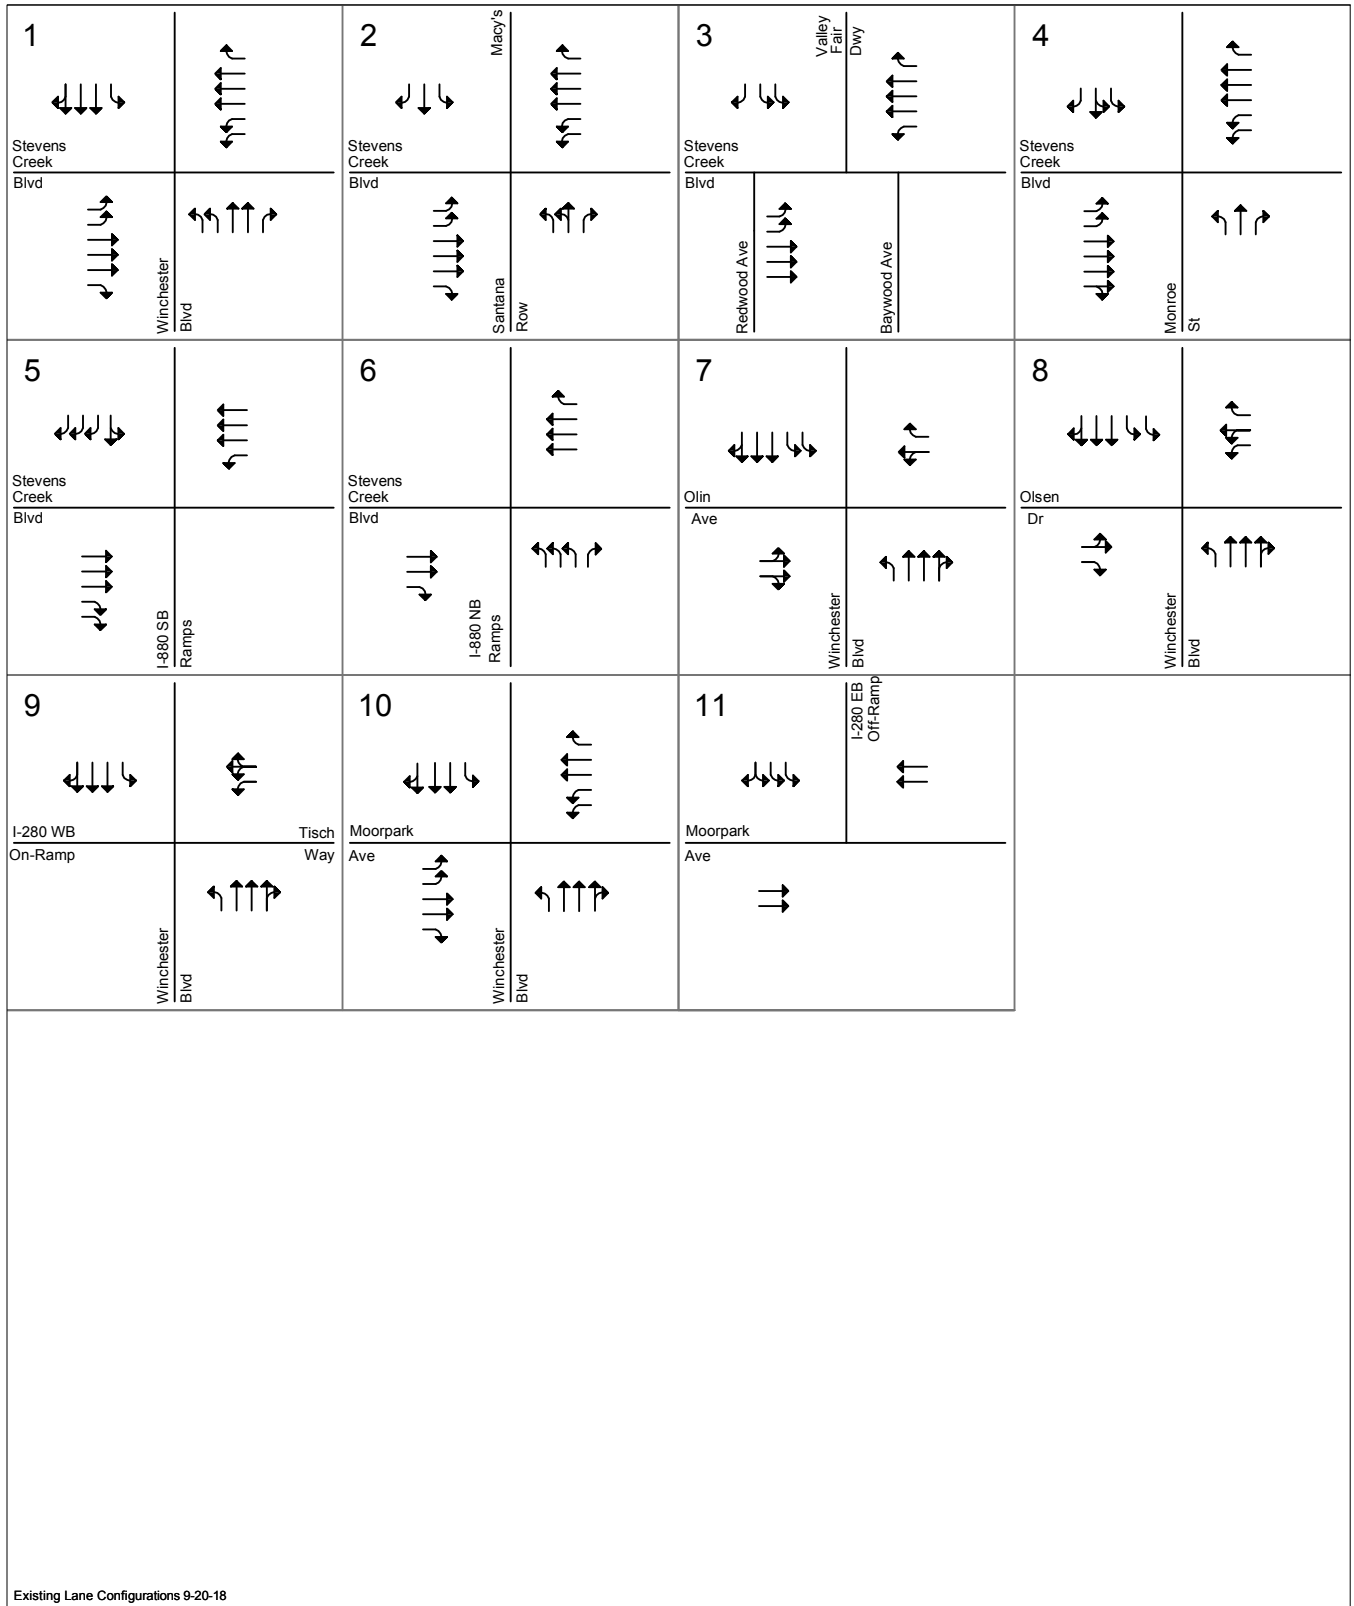 1
Stevens
Creek
Blvd
Winchester
Blvd
2
Macy's
Stevens
Creek
Blvd
Santana
Row
3
Valley
Fair
Dwy
Stevens
Creek
Blvd
Redwood Ave
Baywood Ave
4
Stevens
Creek
Blvd
Monroe
St
5
Stevens
Creek
Blvd
I-880 SB
Ramps
6
Stevens
Creek
Blvd
I-880 NB
Ramps
7
Olin
Ave
Winchester
Blvd
8
Olsen
Dr
Winchester
Blvd
9
I-280 WB
On-Ramp
Tisch
Way
Winchester
Blvd
10
Moorpark
Ave
Winchester
Blvd
11
I-280 EB
Off-Ramp
Moorpark
Ave
Existing Lane Configurations 9-20-18